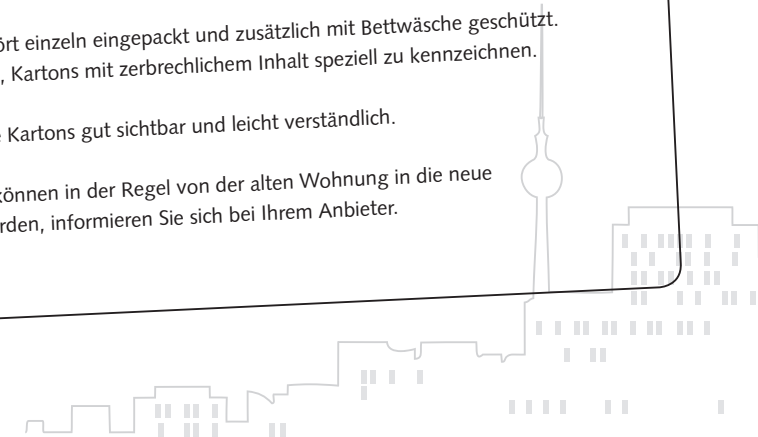 ört einzeln eingepackt und zusätzlich mit Bettwäsche geschützt.
, Kartons mit zerbrechlichem Inhalt speziell zu kennzeichnen.
e Kartons gut sichtbar und leicht verständlich.
können in der Regel von der alten Wohnung in die neue
rden, informieren Sie sich bei Ihrem Anbieter.